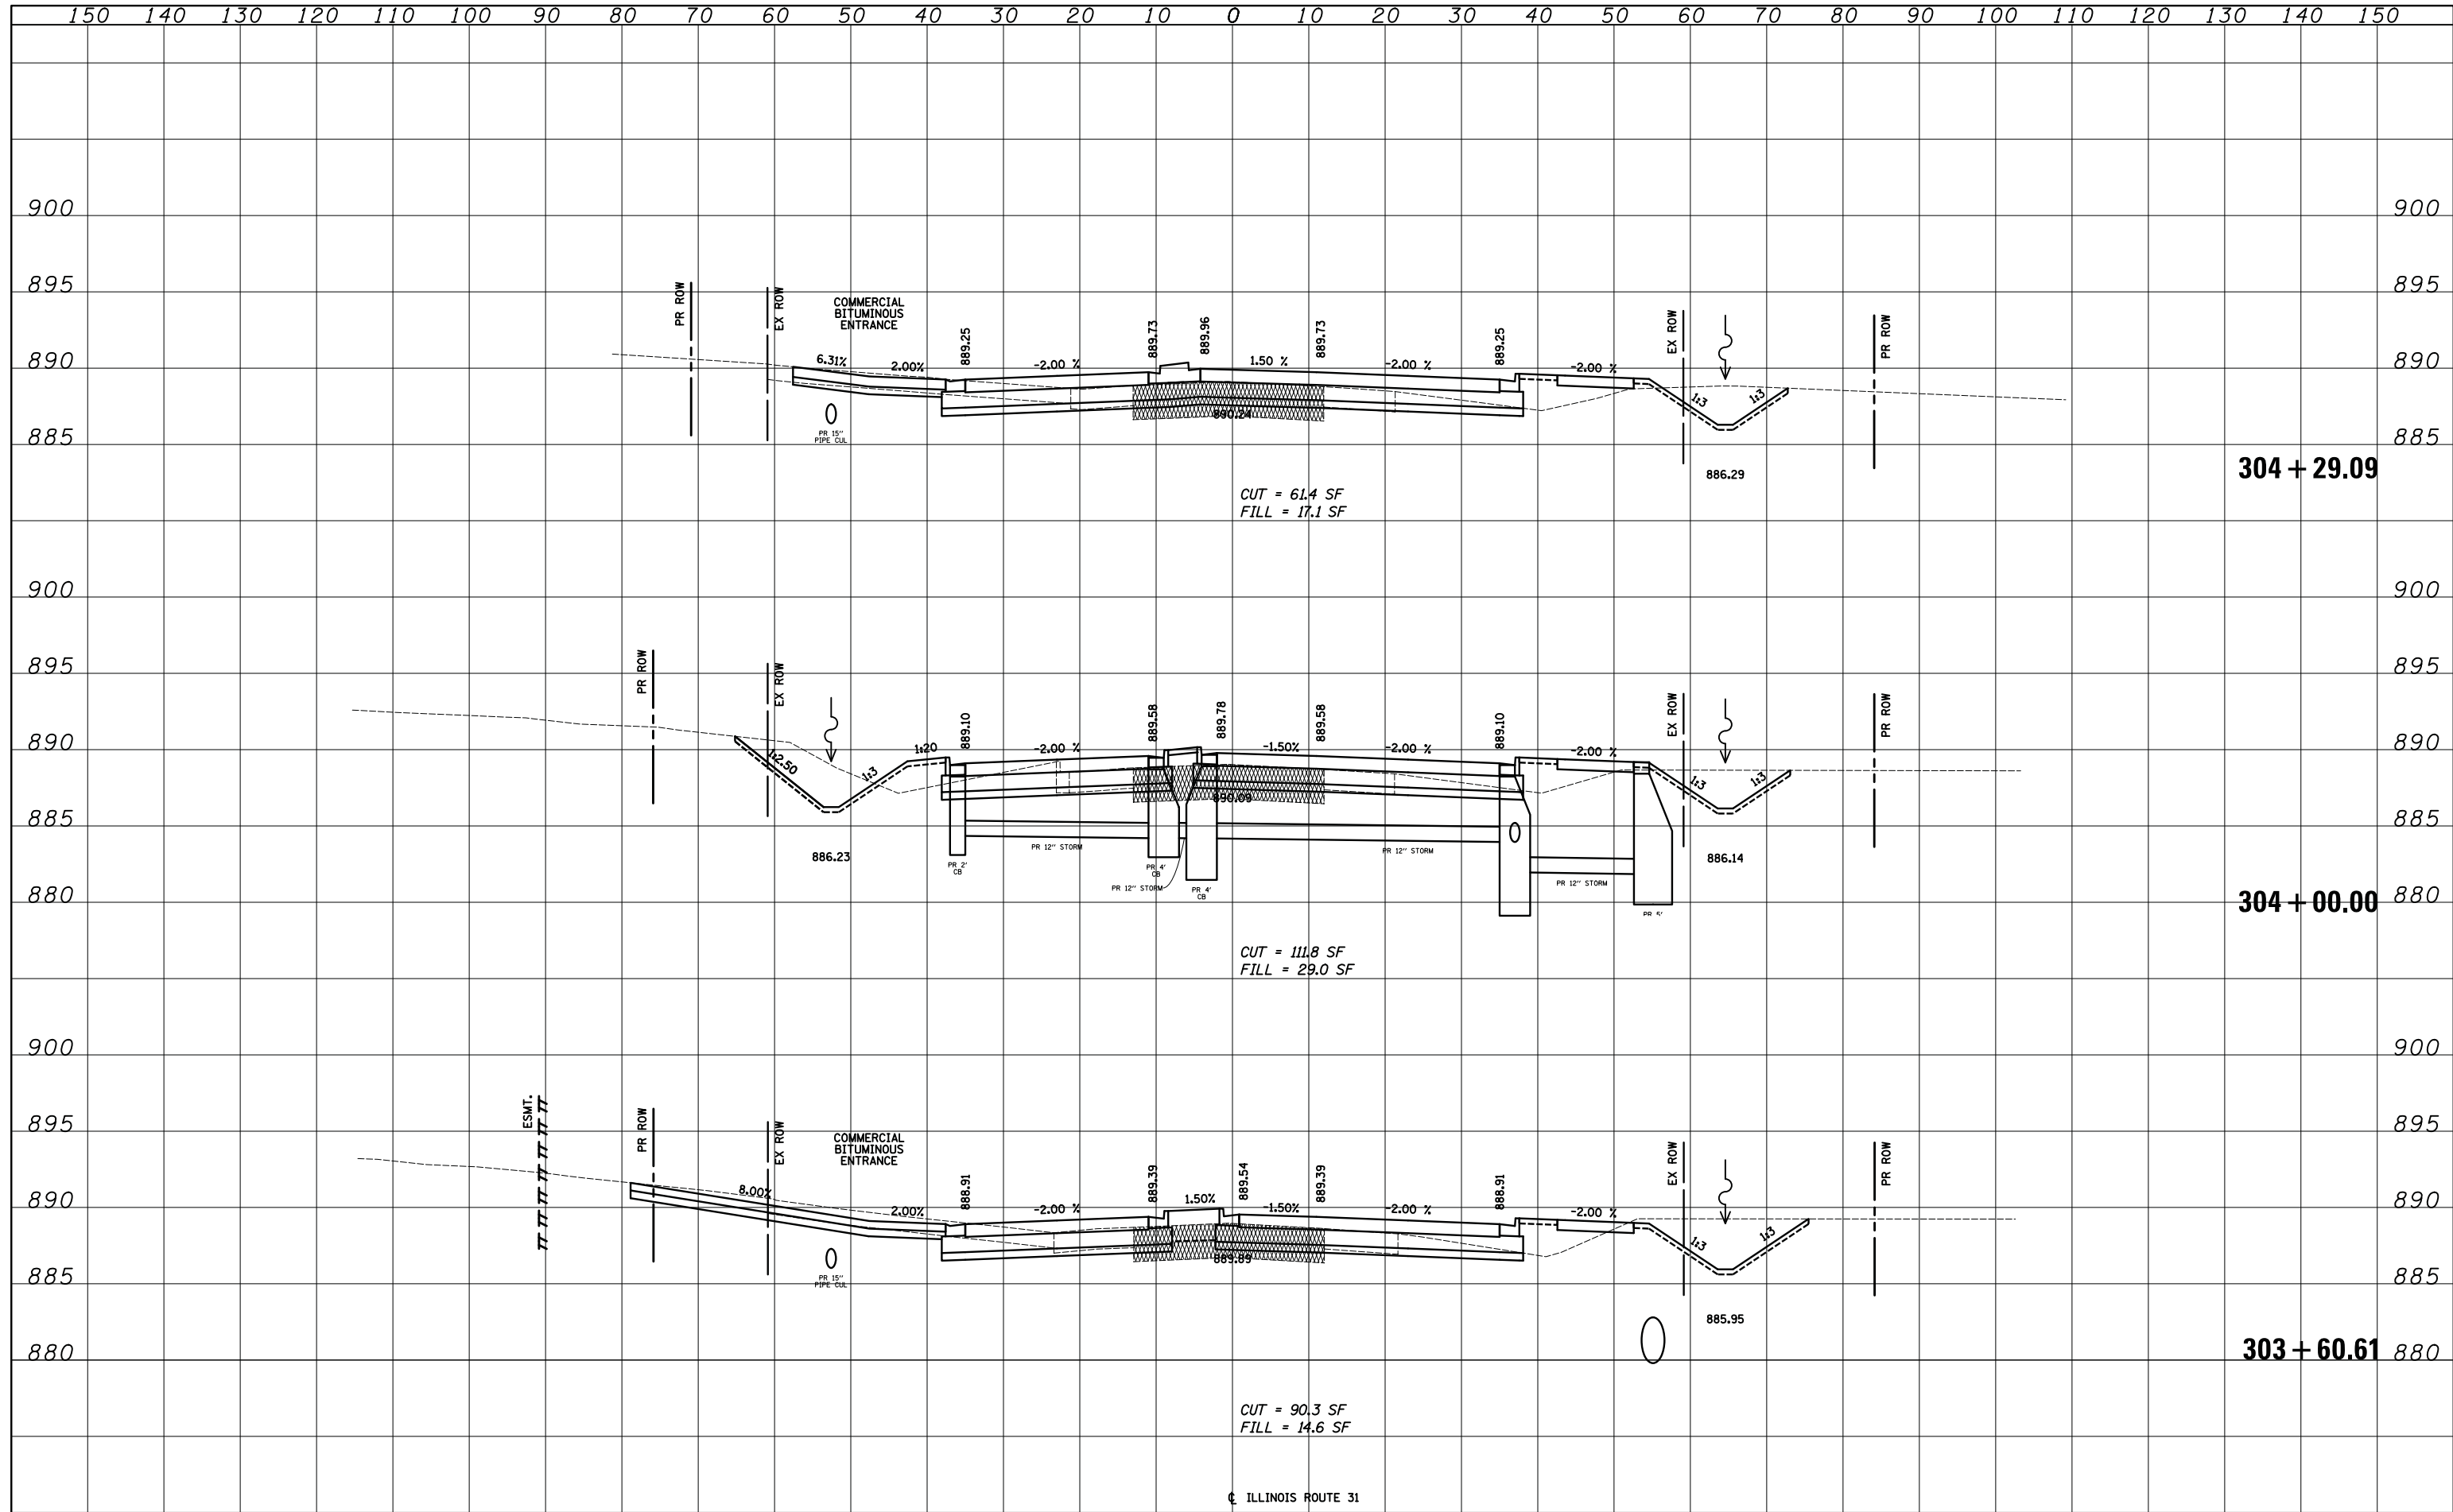 150 140 130 120 110 100 90 80 70 60 50 40 30 20 10 0 10 20 30 40 50 60 70 80 90 100 110 120 130 140 150
900 900
895 895
PR ROW
EX ROW
COMMERCIAL
BITUMINOUS
ENTRANCE
889.25
889.73
889.96
889.73
889.25
EX ROW
PR ROW
890 890
6.31%
2.00%
-2.00 %
1.50 %
-2.00 %
-2.00 %
1:3
1:3
890.24
PR 15"
PIPE CUL
885 885
886.29
304+29.09
CUT = 61.4 SF
FILL = 17.1 SF
900 900
895 895
PR ROW
EX ROW
889.10
889.58
889.78
889.58
889.10
EX ROW
PR ROW
890 890
1:2.50
1:3
1:20
-2.00 %
-1.50%
-2.00 %
-2.00 %
1:3
1:3
890.09
885 885
886.23
PR 2'
CB
PR 12" STORM
PR 4'
CB
PR 12" STORM
PR 4'
CB
PR 12" STORM
PR 12" STORM
PR 5'
886.14
880 880
304+00.00
CUT = 111.8 SF
FILL = 29.0 SF
900 900
895 895
ESMT.
PR ROW
EX ROW
COMMERCIAL
BITUMINOUS
ENTRANCE
888.91
889.39
889.54
889.39
888.91
EX ROW
PR ROW
890 890
8.00%
2.00%
-2.00 %
1.50%
-1.50%
-2.00 %
-2.00 %
1:3
1:3
889.89
PR 15"
PIPE CUL
885 885
885.95
880 880
303+60.61
CUT = 90.3 SF
FILL = 14.6 SF
℄ ILLINOIS ROUTE 31